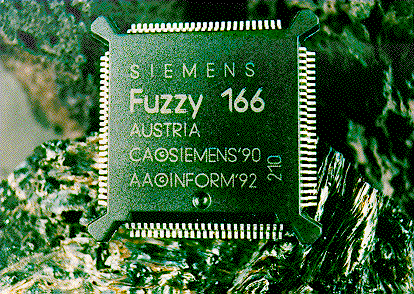 SIEMENS
Fuzzy 166
AUSTRIA
CA©SIEMENS'90
AA©INFORM'92
210